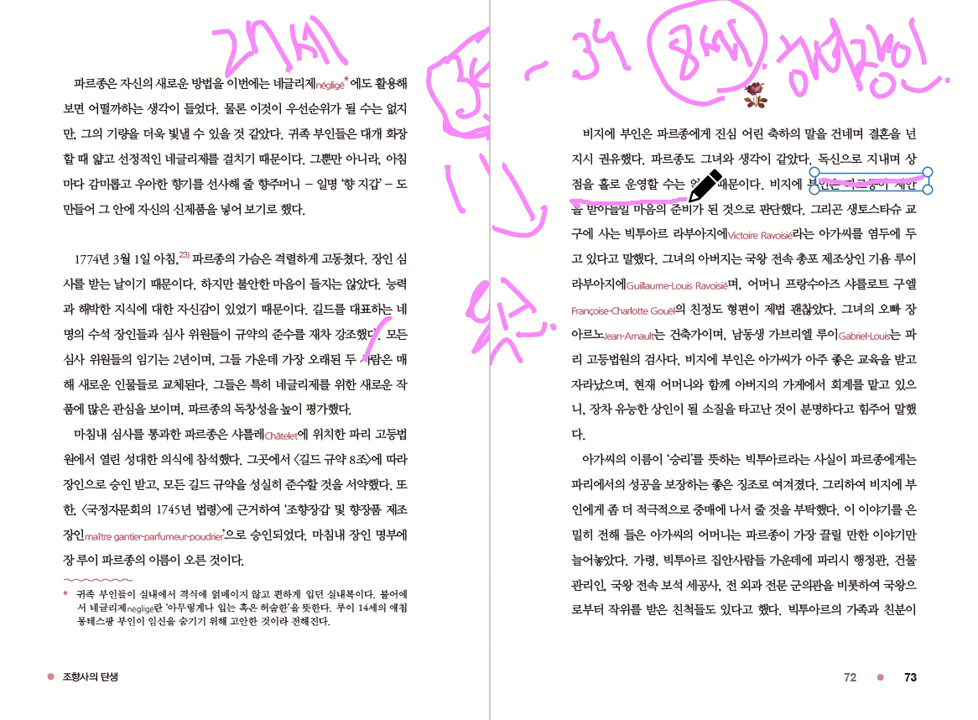 27세
파르종은 자신의 새로운 방법을 이번에는 네글리제négligé*에도 활용해
보면 어떨까하는 생각이 들었다. 물론 이것이 우선순위가 될 수는 없지
만, 그의 기량을 더욱 빛낼 수 있을 것 같았다. 귀족 부인들은 대개 화장
할 때 얇고 선정적인 네글리제를 걸치기 때문이다. 그뿐만 아니라, 아침
마다 감미롭고 우아한 향기를 선사해 줄 향주머니 – 일명 '향 지갑' – 도
만들어 그 안에 자신의 신제품을 넣어 보기로 했다.
1774년 3월 1일 아침,23) 파르종의 가슴은 격렬하게 고동쳤다. 장인 심
사를 받는 날이기 때문이다. 하지만 불안한 마음이 들지는 않았다. 능력
과 해박한 지식에 대한 자신감이 있었기 때문이다. 길드를 대표하는 네
명의 수석 장인들과 심사 위원들이 규약의 준수를 재차 강조했다. 모든
심사 위원들의 임기는 2년이며, 그들 가운데 가장 오래된 두 사람은 매
해 새로운 인물들로 교체된다. 그들은 특히 네글리제를 위한 새로운 작
품에 많은 관심을 보이며, 파르종의 독창성을 높이 평가했다.
마침내 심사를 통과한 파르종은 샤틀레Châtelet에 위치한 파리 고등법
원에서 열린 성대한 의식에 참석했다. 그곳에서 〈길드 규약 8조〉에 따라
장인으로 승인 받고, 모든 길드 규약을 성실히 준수할 것을 서약했다. 또
한, 〈국정자문회의 1745년 법령〉에 근거하여 '조향장갑 및 향장품 제조
장인maître gantier-parfumeur-poudrier'으로 승인되었다. 마침내 장인 명부에
장 루이 파르종의 이름이 오른 것이다.
* 귀족 부인들이 실내에서 격식에 얽매이지 않고 편하게 입던 실내복이다. 불어에
서 네글리제négligé란 '아무렇게나 입는 혹은 허술한'을 뜻한다. 루이 14세의 애첩
몽테스팡 부인이 임신을 숨기기 위해 고안한 것이라 전해진다.
조향사의 탄생
비지에 부인은 파르종에게 진심 어린 축하의 말을 건네며 결혼을 넌
지시 권유했다. 파르종도 그녀와 생각이 같았다. 독신으로 지내며 상
점을 홀로 운영할 수는 때문이다. 비지에 부인은 파르종이 제안
을 받아들일 마음의 준비가 된 것으로 판단했다. 그리곤 생토스타슈 교
구에 사는 빅투아르 라부아지에Victoire Ravoisié라는 아가씨를 염두에 두
고 있다고 말했다. 그녀의 아버지는 국왕 전속 총포 제조상인 기욤 루이
라부아지에Guillaume-Louis Ravoisié며, 어머니 프랑수아즈 샤를로트 구엘
Françoise-Charlotte Gouël의 친정도 형편이 제법 괜찮았다. 그녀의 오빠 장
아르노Jean-Arnault는 건축가이며, 남동생 가브리엘 루이Gabriel-Louis는 파
리 고등법원의 검사다. 비지에 부인은 아가씨가 아주 좋은 교육을 받고
자라났으며, 현재 어머니와 함께 아버지의 가게에서 회계를 맡고 있으
니, 장차 유능한 상인이 될 소질을 타고난 것이 분명하다고 힘주어 말했
다.
아가씨의 이름이 '승리'를 뜻하는 빅투아르라는 사실이 파르종에게는
파리에서의 성공을 보장하는 좋은 징조로 여겨졌다. 그리하여 비지에 부
인에게 좀 더 적극적으로 중매에 나서 줄 것을 부탁했다. 이 이야기를 은
밀히 전해 들은 아가씨의 어머니는 파르종이 가장 끌릴 만한 이야기만
늘어놓았다. 가령, 빅투아르 집안사람들 가운데에 파리시 행정관, 건물
관리인, 국왕 전속 보석 세공사, 전 외과 전문 군의관을 비롯하여 국왕으
로부터 작위를 받은 친척들도 있다고 했다. 빅투아르의 가족과 친분이
72 73